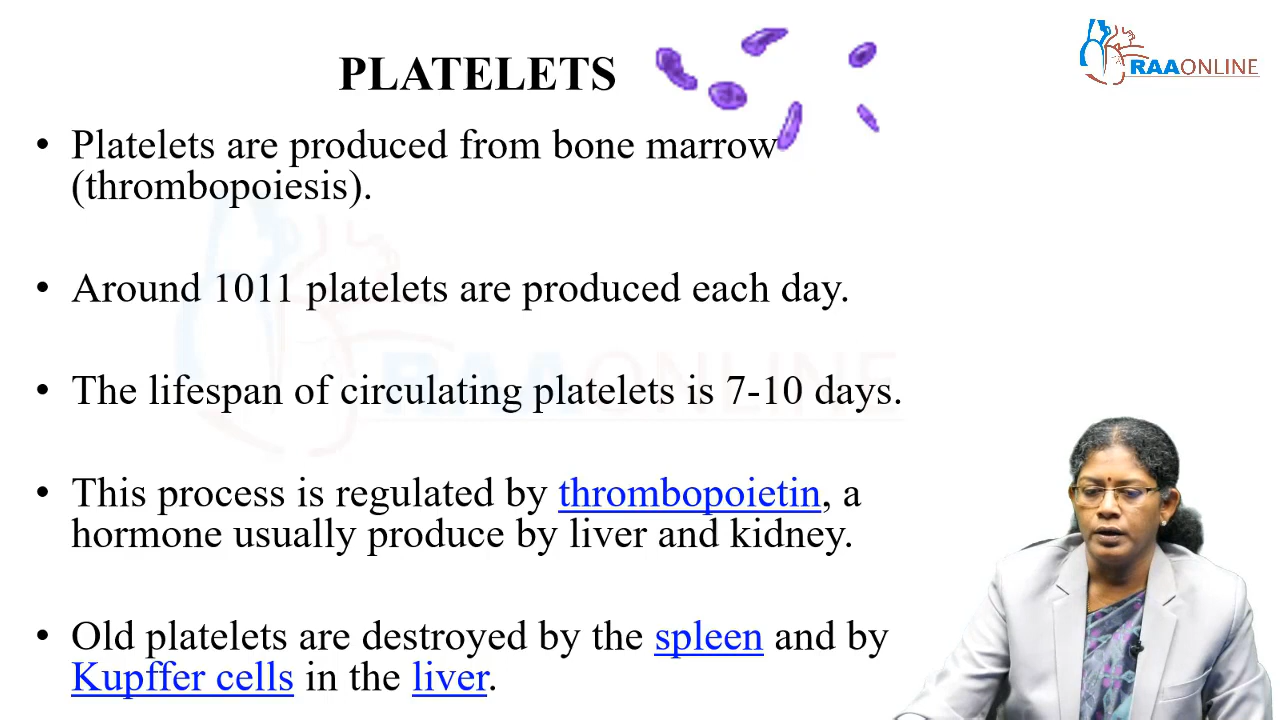 PLATELETS
RAAONLINE
• Platelets are produced from bone marrow
(thrombopoiesis).
• Around 1011 platelets are produced each day.
RAAONLINE
• The lifespan of circulating platelets is 7-10 days.
• This process is regulated by thrombopoietin, a
hormone usually produce by liver and kidney.
• Old platelets are destroyed by the spleen and by
Kupffer cells in the liver.